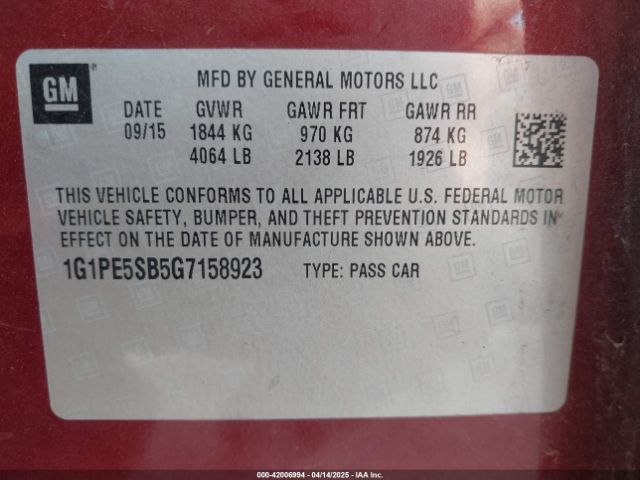 GM
MFD BY GENERAL MOTORS LLC
DATE GVWR GAWR FRT GAWR RR
09/15 1844 KG 970 KG 874 KG
4064 LB 2138 LB 1926 LB
THIS VEHICLE CONFORMS TO ALL APPLICABLE U.S. FEDERAL MOTOR
VEHICLE SAFETY, BUMPER, AND THEFT PREVENTION STANDARDS IN
EFFECT ON THE DATE OF MANUFACTURE SHOWN ABOVE.
1G1PE5SB5G7158923 TYPE: PASS CAR
000-42006994 - 04/14/2025 - IAA Inc.